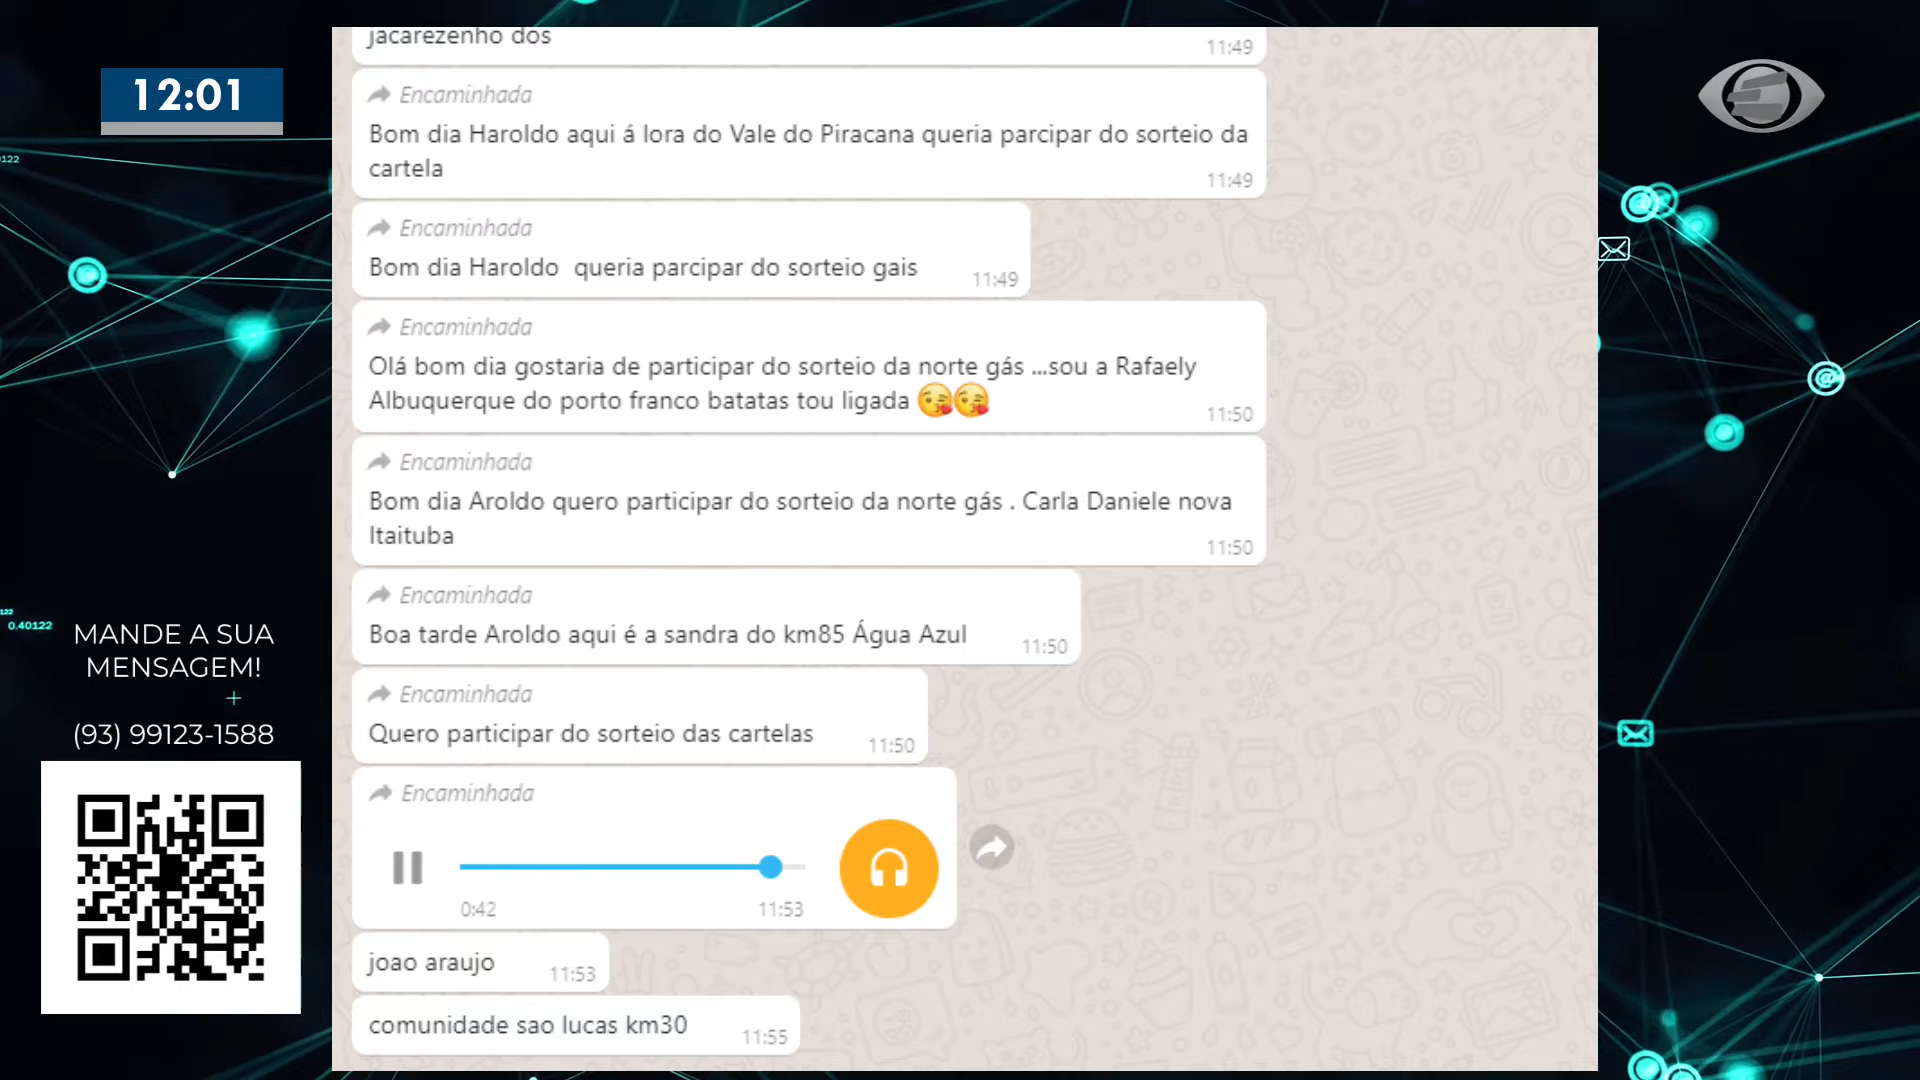 12:01
jacarezenho dos
11:49
Encaminhada
Bom dia Haroldo aqui á lora do Vale do Piracana queria parcipar do sorteio da
cartela
11:49
Encaminhada
Bom dia Haroldo  queria parcipar do sorteio gais
11:49
Encaminhada
Olá bom dia gostaria de participar do sorteio da norte gás ...sou a Rafaely
Albuquerque do porto franco batatas tou ligada 😘😘
11:50
Encaminhada
Bom dia Aroldo quero participar do sorteio da norte gás . Carla Daniele nova
Itaituba
11:50
Encaminhada
Boa tarde Aroldo aqui é a sandra do km85 Água Azul
11:50
Encaminhada
Quero participar do sorteio das cartelas
11:50
Encaminhada
0:42
11:53
joao araujo
11:53
comunidade sao lucas km30
11:55
122
122
0.40122
MANDE A SUA
MENSAGEM!
(93) 99123-1588